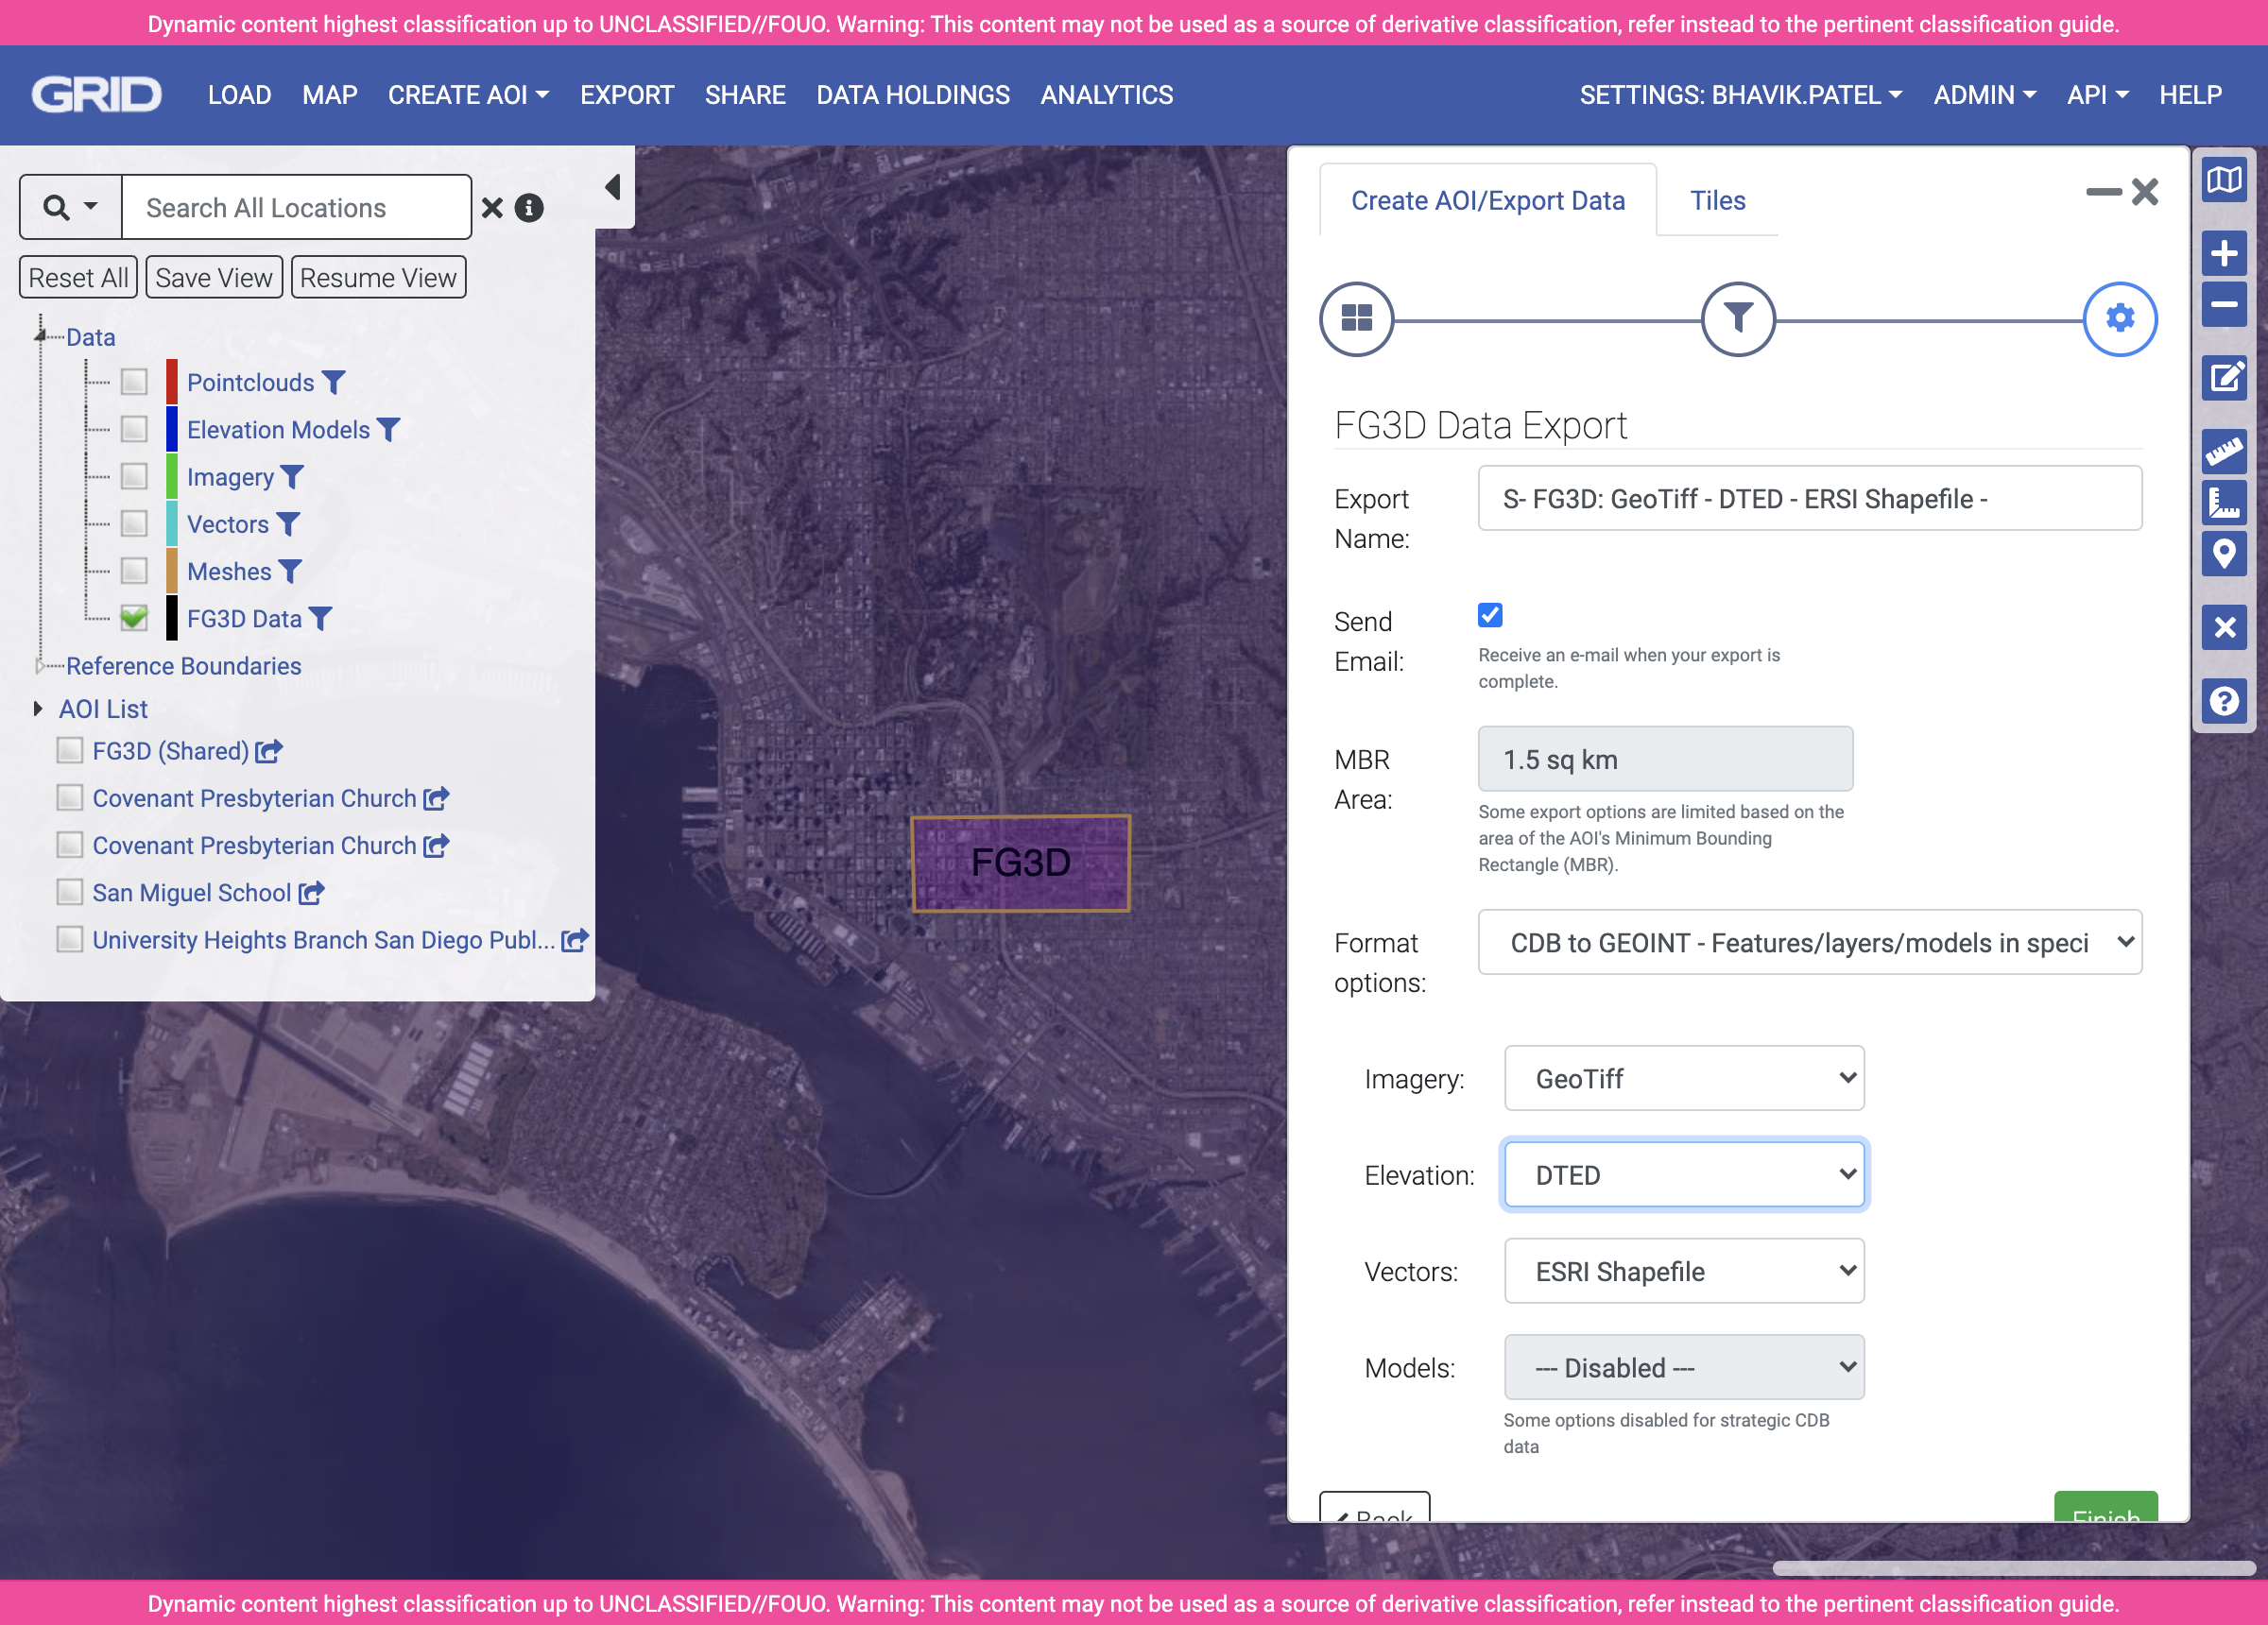 Dynamic content highest classification up to UNCLASSIFIED//FOUO. Warning: This content may not be used as a source of derivative classification, refer instead to the pertinent classification guide.
GRID LOAD MAP CREATE AOI EXPORT SHARE DATA HOLDINGS ANALYTICS SETTINGS: BHAVIK.PATEL ADMIN API HELP
Search All Locations
Reset All Save View Resume View
Data
Pointclouds
Elevation Models
Imagery
Vectors
Meshes
FG3D Data
Reference Boundaries
AOI List
FG3D (Shared)
Covenant Presbyterian Church
Covenant Presbyterian Church
San Miguel School
University Heights Branch San Diego Publ...
FG3D
Create AOI/Export Data Tiles
FG3D Data Export
Export Name: S- FG3D: GeoTiff - DTED - ERSI Shapefile -
Send Email:
Receive an e-mail when your export is
complete.
MBR Area: 1.5 sq km
Some export options are limited based on the
area of the AOI's Minimum Bounding
Rectangle (MBR).
Format options: CDB to GEOINT - Features/layers/models in speci
Imagery: GeoTiff
Elevation: DTED
Vectors: ESRI Shapefile
Models: --- Disabled ---
Some options disabled for strategic CDB
data
Back Finish
Dynamic content highest classification up to UNCLASSIFIED//FOUO. Warning: This content may not be used as a source of derivative classification, refer instead to the pertinent classification guide.